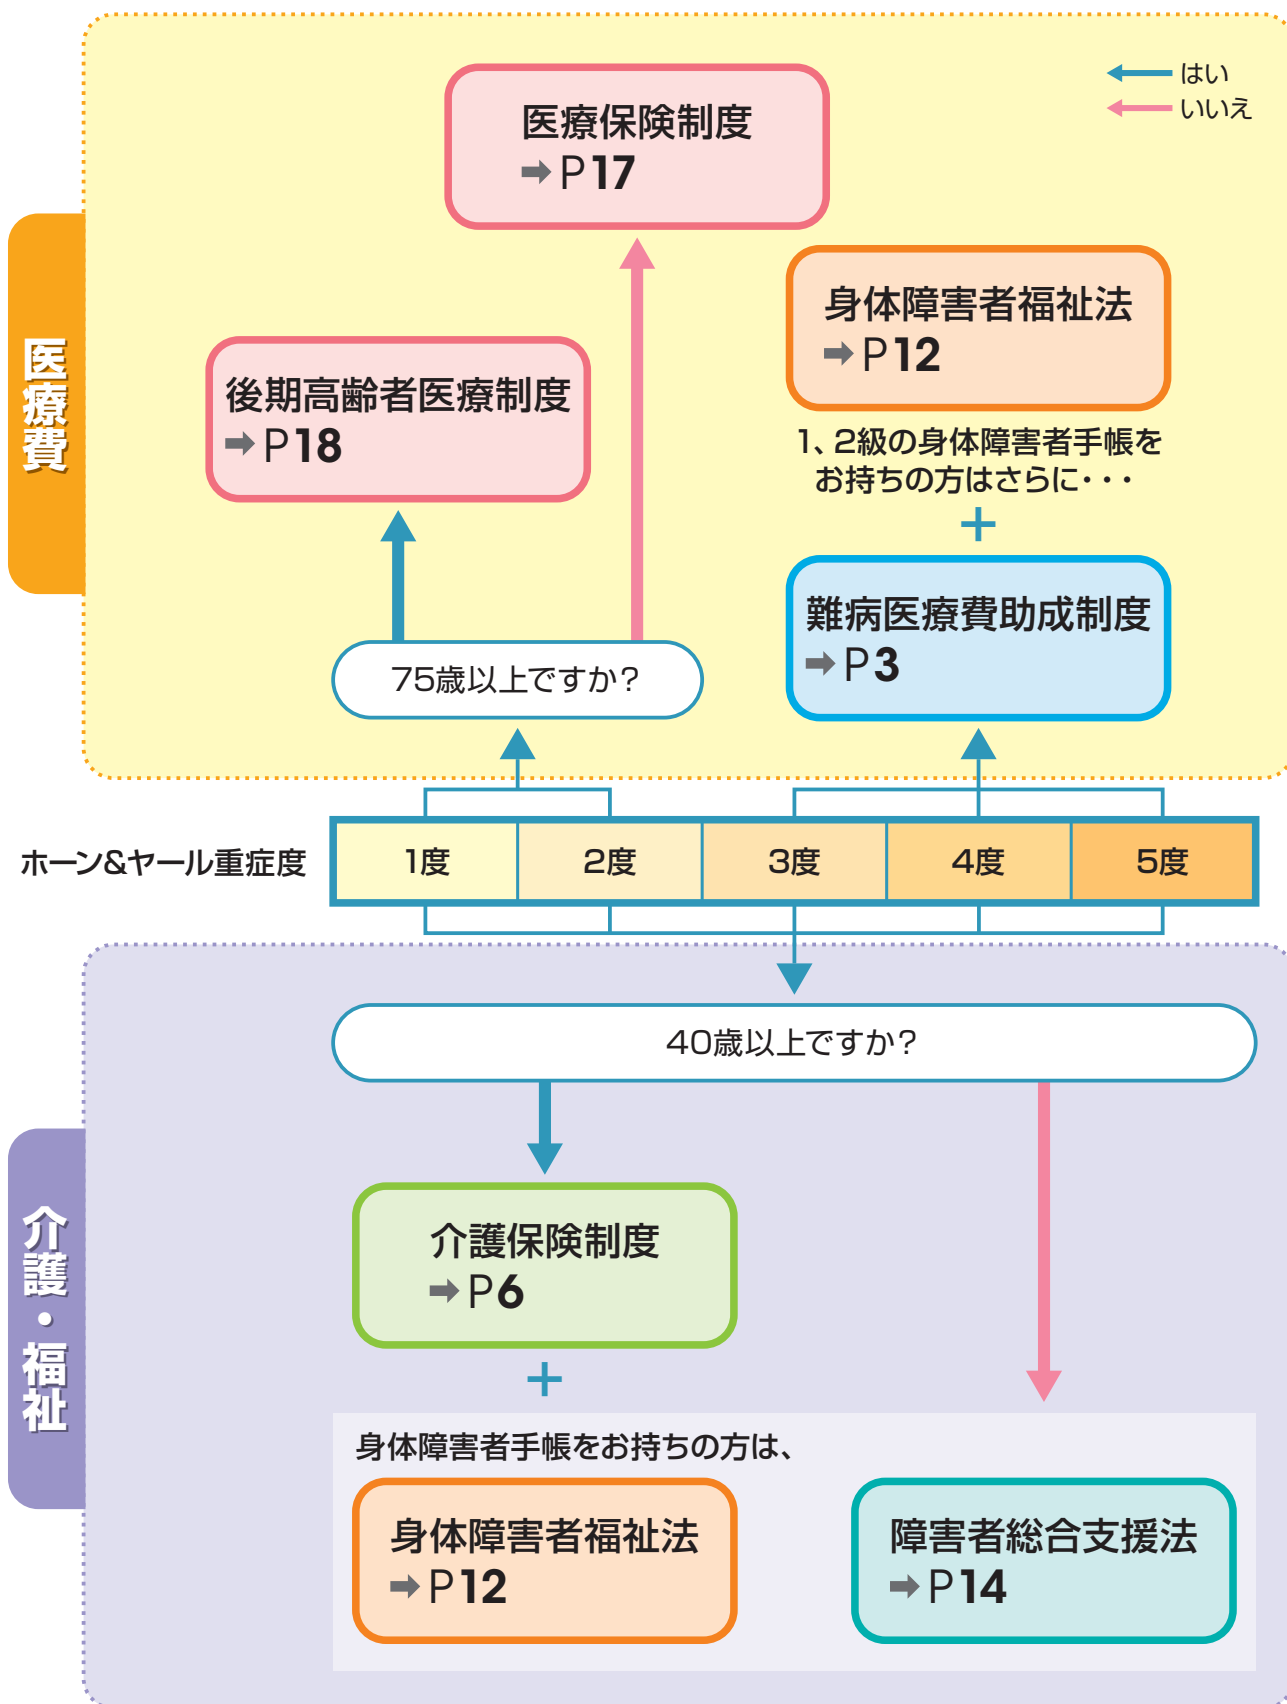 はい
いいえ
医療保険制度
➡P17
身体障害者福祉法
➡P12
後期高齢者医療制度
➡P18
1、2級の身体障害者手帳を
お持ちの方はさらに・・・
+
難病医療費助成制度
➡P3
75歳以上ですか?
医療費
ホーン&ヤール重症度
1度 2度 3度 4度 5度
40歳以上ですか?
介護保険制度
➡P6
+
身体障害者手帳をお持ちの方は、
身体障害者福祉法
➡P12
障害者総合支援法
➡P14
介護・福祉